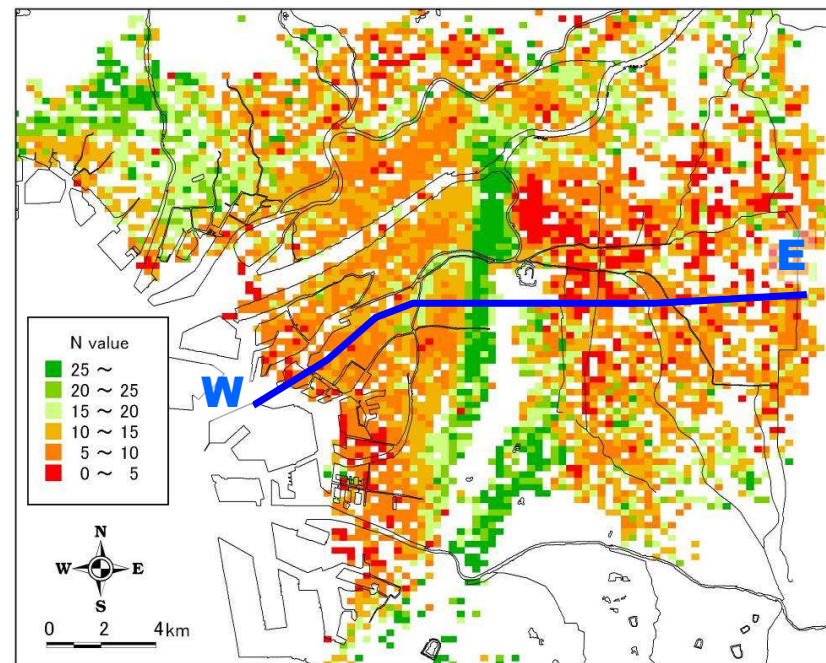 E
W
N value
25 ～
20 ～ 25
15 ～ 20
10 ～ 15
5 ～ 10
0 ～ 5
N
W E
S
0 2 4km